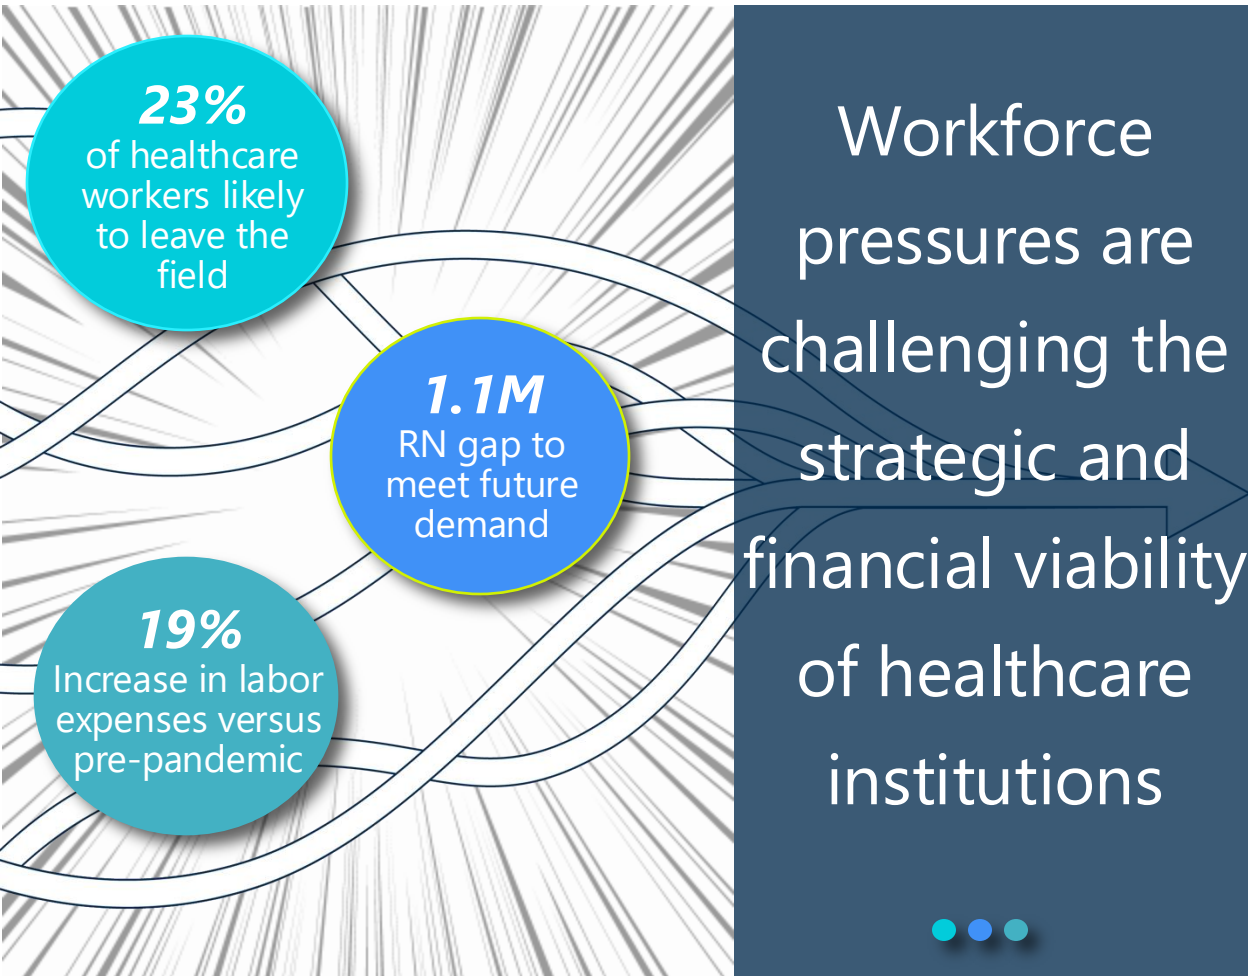 23%
of healthcare
workers likely
to leave the
field
1.1M
RN gap to
meet future
demand
19%
Increase in labor
expenses versus
pre-pandemic
Workforce
pressures are
challenging the
strategic and
financial viability
of healthcare
institutions